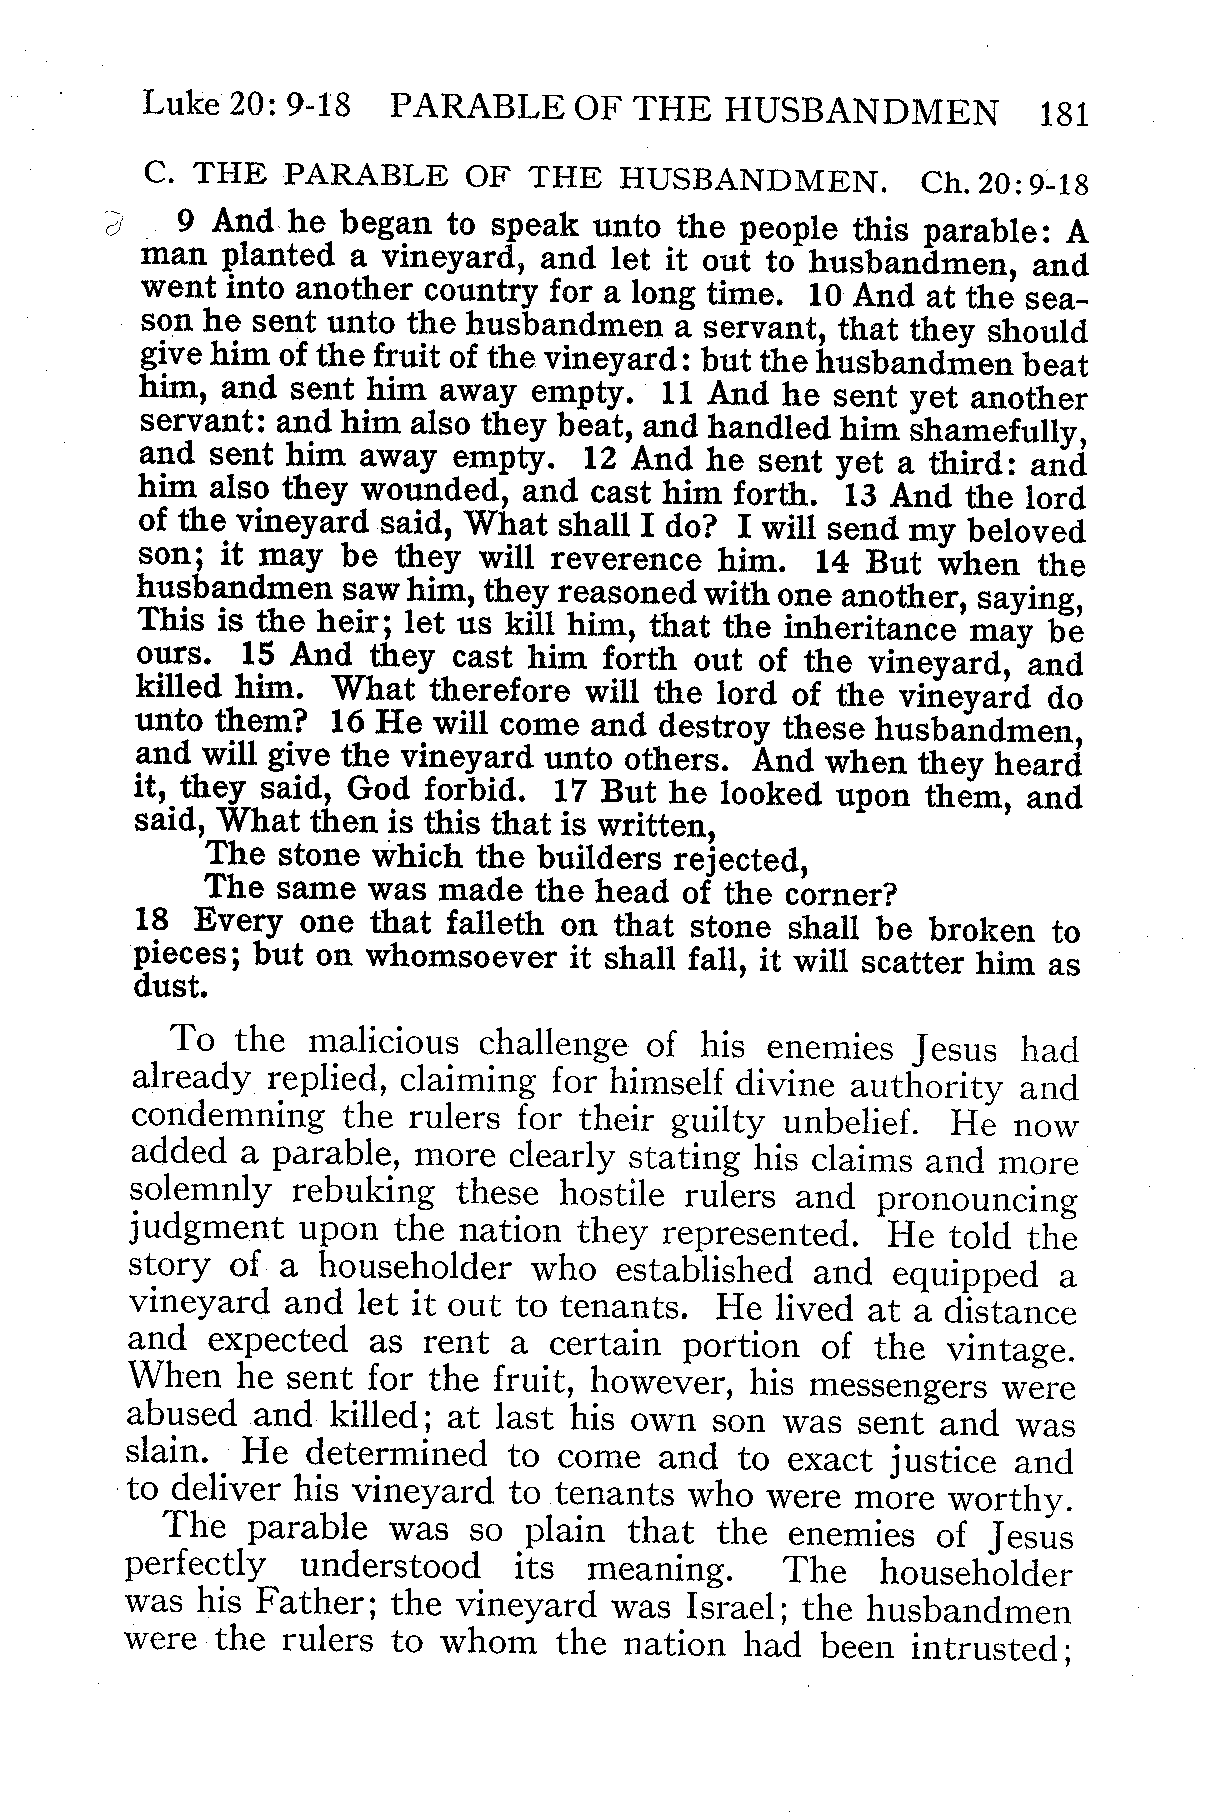 Luke 20: 9-18 PARABLE OF THE HUSBANDMEN 181
C. THE PARABLE OF THE HUSBANDMEN. Ch. 20: 9-18
9 And he began to speak unto the people this parable: A
man planted a vineyard, and let it out to husbandmen, and
went into another country for a long time. 10 And at the sea-
son he sent unto the husbandmen a servant, that they should
give him of the fruit of the vineyard: but the husbandmen beat
him, and sent him away empty. 11 And he sent yet another
servant: and him also they beat, and handled him shamefully,
and sent him away empty. 12 And he sent yet a third: and
him also they wounded, and cast him forth. 13 And the lord
of the vineyard said, What shall I do? I will send my beloved
son; it may be they will reverence him. 14 But when the
husbandmen saw him, they reasoned with one another, saying,
This is the heir; let us kill him, that the inheritance may be
ours. 15 And they cast him forth out of the vineyard, and
killed him. What therefore will the lord of the vineyard do
unto them? 16 He will come and destroy these husbandmen,
and will give the vineyard unto others. And when they heard
it, they said, God forbid. 17 But he looked upon them, and
said, What then is this that is written,
The stone which the builders rejected,
The same was made the head of the corner?
18 Every one that falleth on that stone shall be broken to
pieces; but on whomsoever it shall fall, it will scatter him as
dust.
To the malicious challenge of his enemies Jesus had
already replied, claiming for himself divine authority and
condemning the rulers for their guilty unbelief. He now
added a parable, more clearly stating his claims and more
solemnly rebuking these hostile rulers and pronouncing
judgment upon the nation they represented. He told the
story of a householder who established and equipped a
vineyard and let it out to tenants. He lived at a distance
and expected as rent a certain portion of the vintage.
When he sent for the fruit, however, his messengers were
abused and killed; at last his own son was sent and was
slain. He determined to come and to exact justice and
to deliver his vineyard to tenants who were more worthy.
The parable was so plain that the enemies of Jesus
perfectly understood its meaning. The householder
was his Father; the vineyard was Israel; the husbandmen
were the rulers to whom the nation had been intrusted;